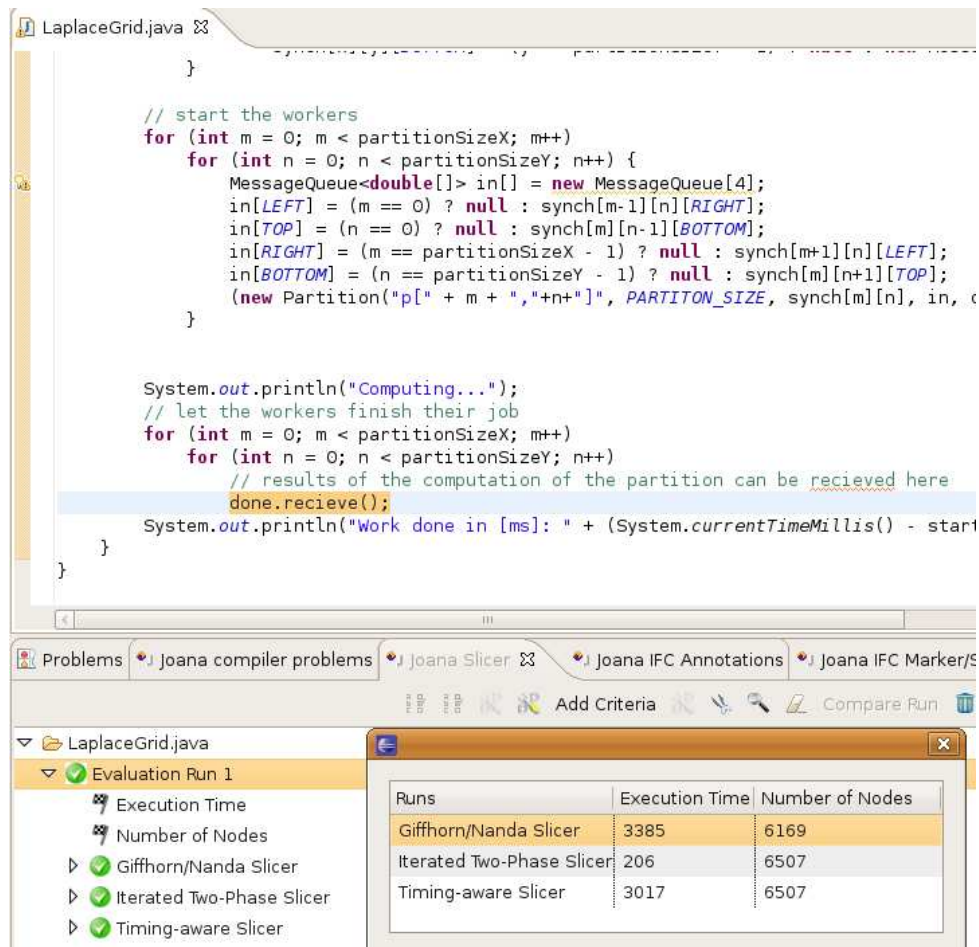 LaplaceGrid.java
}
// start the workers
for (int m = 0; m < partitionSizeX; m++)
for (int n = 0; n < partitionSizeY; n++) {
MessageQueue<double[]> in[] = new MessageQueue[4];
in[LEFT] = (m == 0) ? null : synch[m-1][n][RIGHT];
in[TOP] = (n == 0) ? null : synch[m][n-1][BOTTOM];
in[RIGHT] = (m == partitionSizeX - 1) ? null : synch[m+1][n][LEFT];
in[BOTTOM] = (n == partitionSizeY - 1) ? null : synch[m][n+1][TOP];
(new Partition("p[" + m + ","+n+"]", PARTITON_SIZE, synch[m][n], in,
}
System.out.println("Computing...");
// let the workers finish their job
for (int m = 0; m < partitionSizeX; m++)
for (int n = 0; n < partitionSizeY; n++)
// results of the computation of the partition can be recieved here
done.recieve();
System.out.println("Work done in [ms]: " + (System.currentTimeMillis() - start
}
}
Problems Joana compiler problems Joana Slicer Joana IFC Annotations Joana IFC Marker/S
Add Criteria Compare Run
LaplaceGrid.java
Evaluation Run 1
Execution Time
Number of Nodes
Giffhorn/Nanda Slicer
Iterated Two-Phase Slicer
Timing-aware Slicer
Runs Execution Time Number of Nodes
Giffhorn/Nanda Slicer 3385 6169
Iterated Two-Phase Slicer 206 6507
Timing-aware Slicer 3017 6507